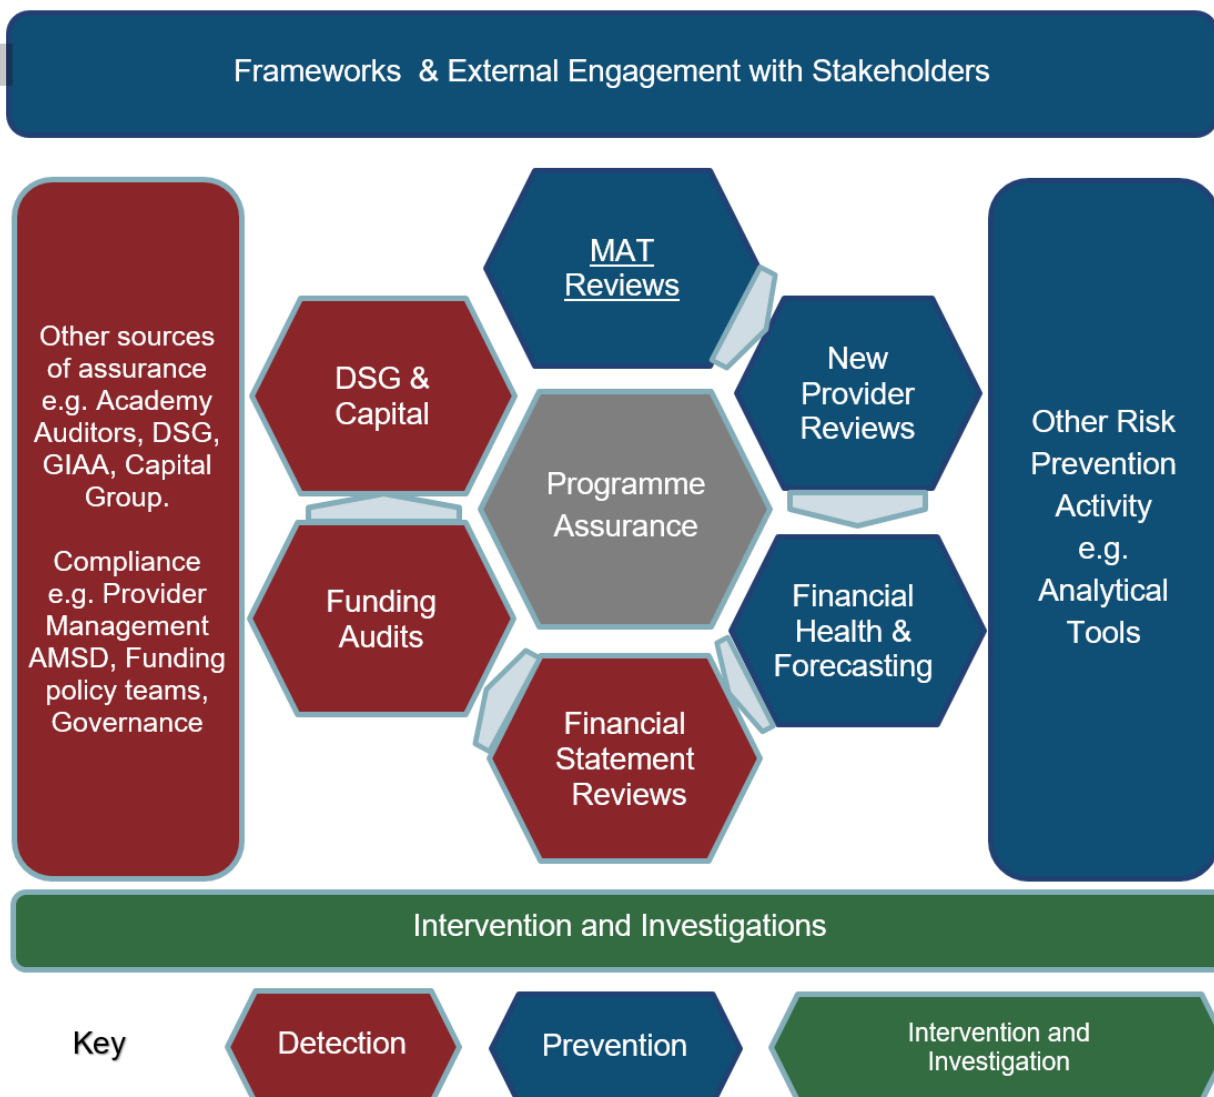 Frameworks & External Engagement with Stakeholders
Other sources
of assurance
e.g. Academy
Auditors, DSG,
GIAA, Capital
Group.
Compliance
e.g. Provider
Management
AMSD, Funding
policy teams,
Governance
MAT
Reviews
DSG &
Capital
New
Provider
Reviews
Programme
Assurance
Funding
Audits
Financial
Health &
Forecasting
Financial
Statement
Reviews
Other Risk
Prevention
Activity
e.g.
Analytical
Tools
Intervention and Investigations
Key
Detection
Prevention
Intervention and
Investigation